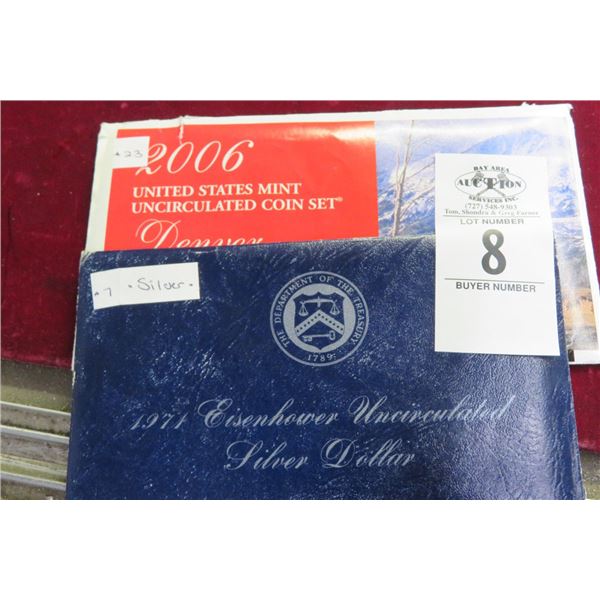 •23
2006
UNITED STATES MINT
UNCIRCULATED COIN SET®
Denver
BAY AREA
AUCTION
SERVICES INC.
(727) 548-9303
Tom, Shondra & Greg Farner
LOT NUMBER
8
BUYER NUMBER
•7 • Silver •
THE DEPARTMENT OF THE TREASURY
1789
1971 Eisenhower Uncirculated
Silver Dollar